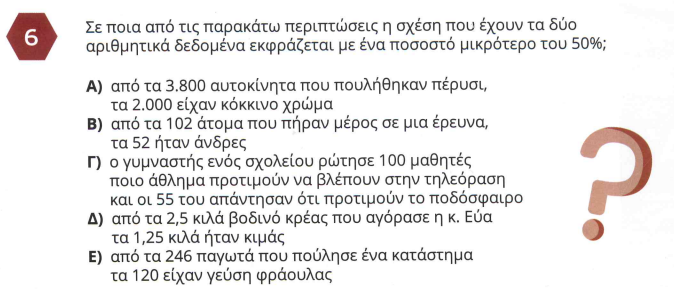 6
Σε ποια από τις παρακάτω περιπτώσεις η σχέση που έχουν τα δύο
αριθμητικά δεδομένα εκφράζεται με ένα ποσοστό μικρότερο του 50%;
Α) από τα 3.800 αυτοκίνητα που πουλήθηκαν πέρυσι,
τα 2.000 είχαν κόκκινο χρώμα
Β) από τα 102 άτομα που πήραν μέρος σε μια έρευνα,
τα 52 ήταν άνδρες
Γ) ο γυμναστής ενός σχολείου ρώτησε 100 μαθητές
ποιο άθλημα προτιμούν να βλέπουν στην τηλεόραση
και οι 55 του απάντησαν ότι προτιμούν το ποδόσφαιρο
Δ) από τα 2,5 κιλά βοδινό κρέας που αγόρασε η κ. Εύα
τα 1,25 κιλά ήταν κιμάς
Ε) από τα 246 παγωτά που πούλησε ένα κατάστημα
τα 120 είχαν γεύση φράουλας
?